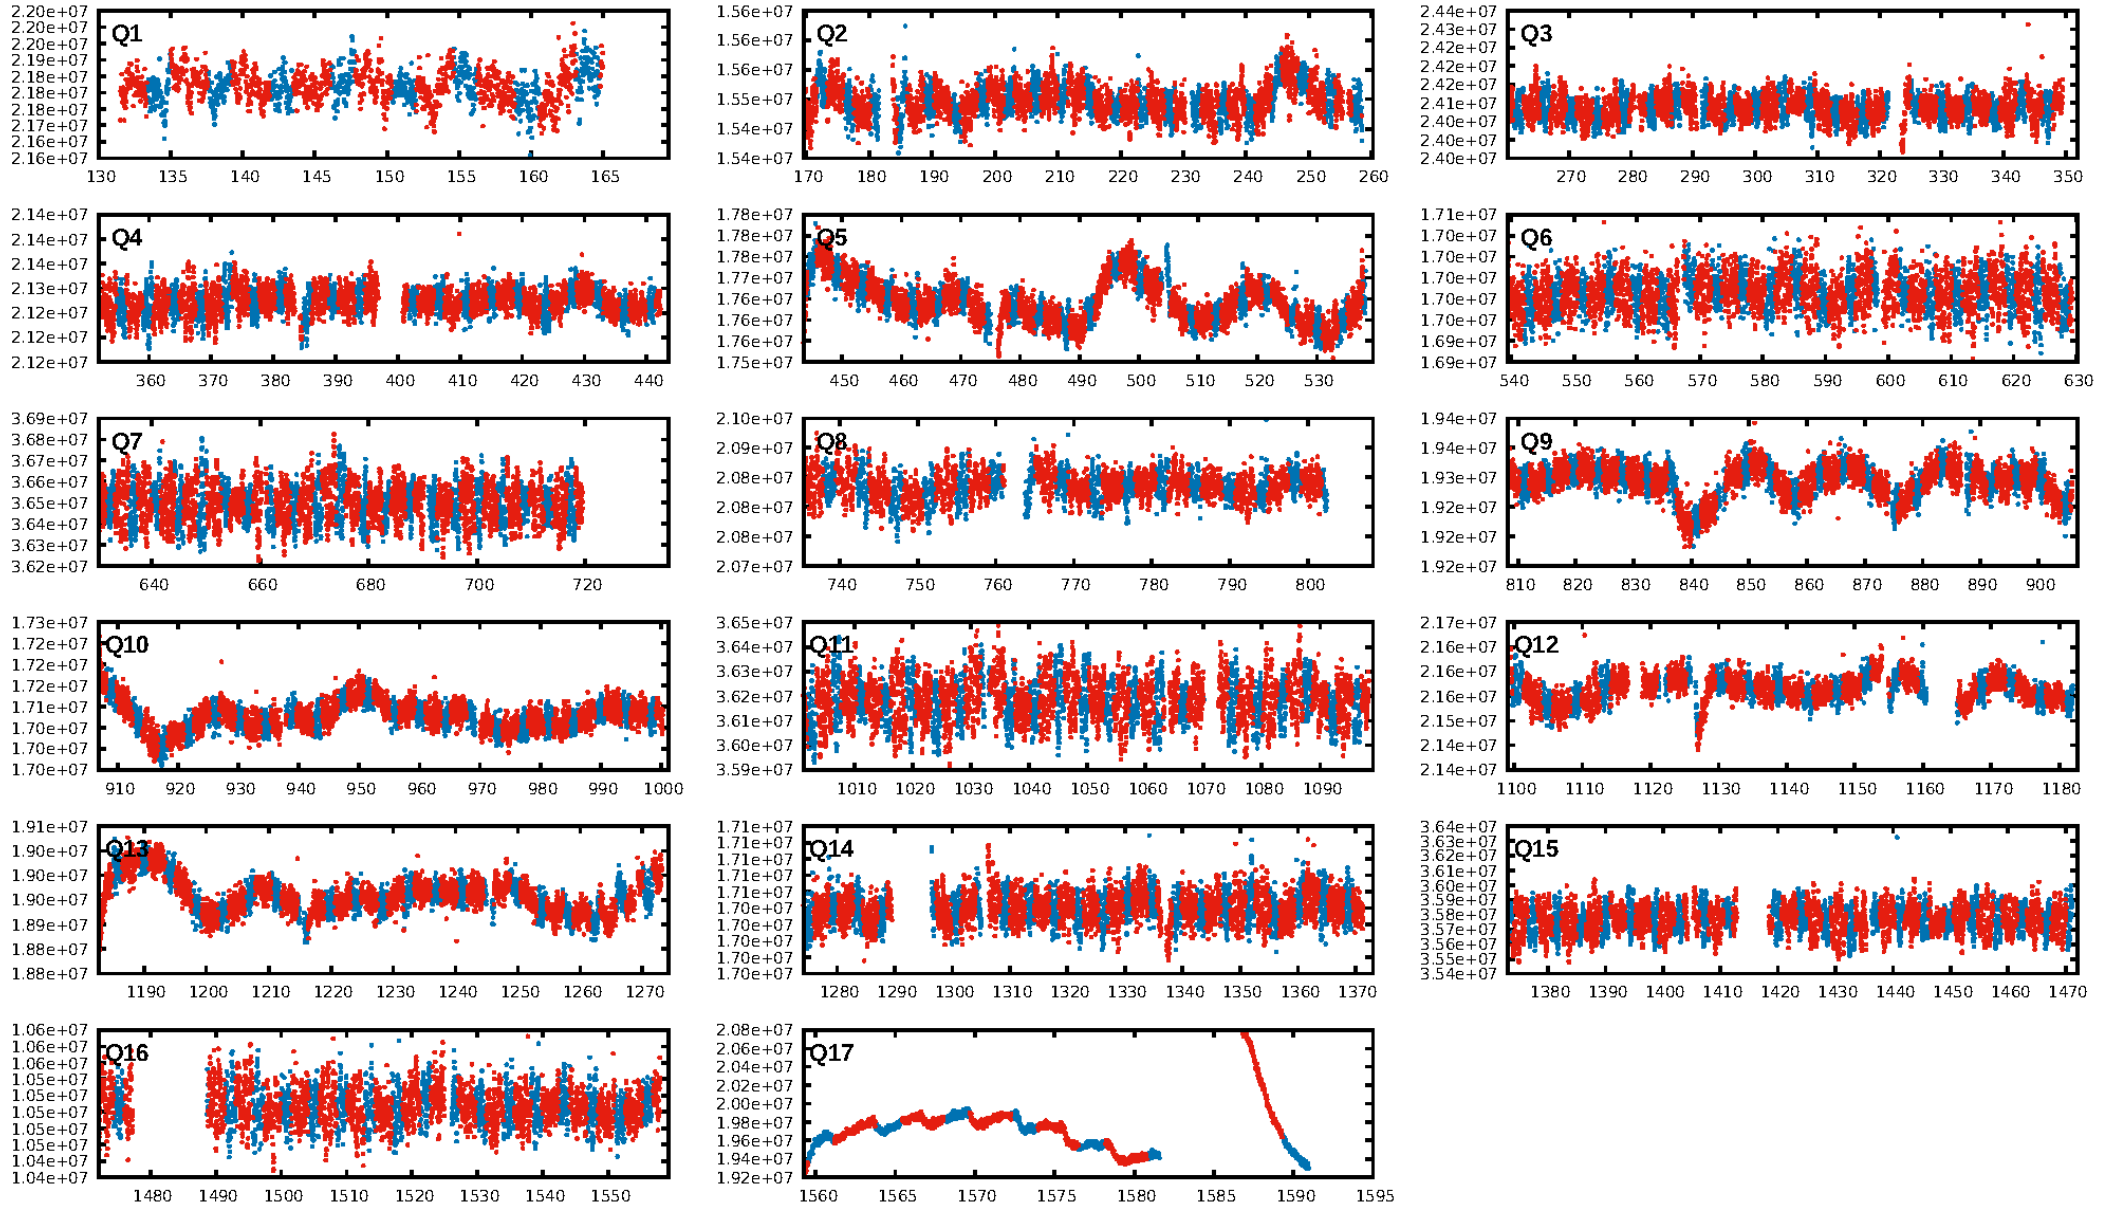 2.20e+07
2.20e+07
Q1
2.19e+07
2.19e+07
2.18e+07
2.18e+07
2.18e+07
2.17e+07
2.16e+07
2.16e+07
130 135 140 145 150 155 160 165
1.56e+07
Q2
1.56e+07
1.56e+07
1.55e+07
1.54e+07
1.54e+07
170 180 190 200 210 220 230 240 250 260
2.44e+07
2.43e+07
Q3
2.42e+07
2.42e+07
2.42e+07
2.41e+07
2.40e+07
2.40e+07
2.40e+07
270 280 290 300 310 320 330 340 350
2.14e+07
Q4
2.14e+07
2.14e+07
2.13e+07
2.12e+07
2.12e+07
2.12e+07
360 370 380 390 400 410 420 430 440
1.78e+07
Q5
1.78e+07
1.78e+07
1.77e+07
1.76e+07
1.76e+07
1.76e+07
1.75e+07
450 460 470 480 490 500 510 520 530
1.71e+07
Q6
1.70e+07
1.70e+07
1.70e+07
1.70e+07
1.69e+07
1.69e+07
540 550 560 570 580 590 600 610 620 630
3.69e+07
Q7
3.68e+07
3.67e+07
3.66e+07
3.65e+07
3.64e+07
3.63e+07
3.62e+07
640 660 680 700 720
2.10e+07
Q8
2.09e+07
2.09e+07
2.08e+07
2.08e+07
2.08e+07
2.07e+07
740 750 760 770 780 790 800
1.94e+07
Q9
1.94e+07
1.93e+07
1.92e+07
1.92e+07
1.92e+07
810 820 830 840 850 860 870 880 890 900
1.73e+07
Q10
1.72e+07
1.72e+07
1.72e+07
1.71e+07
1.70e+07
1.70e+07
1.70e+07
910 920 930 940 950 960 970 980 990 1000
3.65e+07
Q11
3.64e+07
3.63e+07
3.62e+07
3.61e+07
3.60e+07
3.59e+07
1010 1020 1030 1040 1050 1060 1070 1080 1090
2.17e+07
Q12
2.16e+07
2.16e+07
2.16e+07
2.15e+07
2.14e+07
2.14e+07
1100 1110 1120 1130 1140 1150 1160 1170 1180
1.91e+07
Q13
1.90e+07
1.90e+07
1.90e+07
1.89e+07
1.88e+07
1.88e+07
1190 1200 1210 1220 1230 1240 1250 1260 1270
1.71e+07
1.71e+07
Q14
1.71e+07
1.71e+07
1.71e+07
1.70e+07
1.70e+07
1.70e+07
1.70e+07
1.70e+07
1280 1290 1300 1310 1320 1330 1340 1350 1360 1370
3.64e+07
3.63e+07
Q15
3.62e+07
3.61e+07
3.60e+07
3.59e+07
3.58e+07
3.57e+07
3.56e+07
3.55e+07
3.54e+07
1380 1390 1400 1410 1420 1430 1440 1450 1460 1470
1.06e+07
Q16
1.06e+07
1.06e+07
1.05e+07
1.05e+07
1.05e+07
1.05e+07
1.05e+07
1.04e+07
1.04e+07
1480 1490 1500 1510 1520 1530 1540 1550
2.08e+07
Q17
2.06e+07
2.04e+07
2.02e+07
2.00e+07
1.98e+07
1.96e+07
1.94e+07
1.92e+07
1560 1565 1570 1575 1580 1585 1590 1595